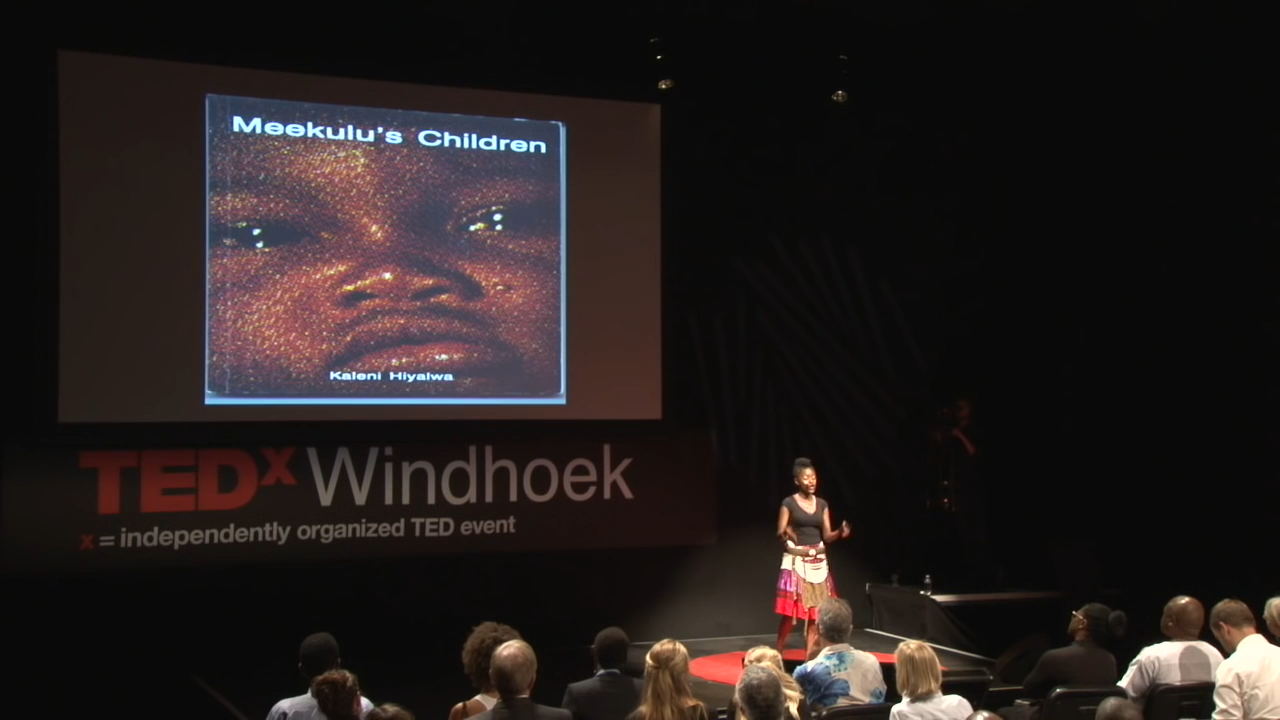 Meekulu's Children
Kaleni Hiyalwa
TEDx Windhoek
x = independently organized TED event